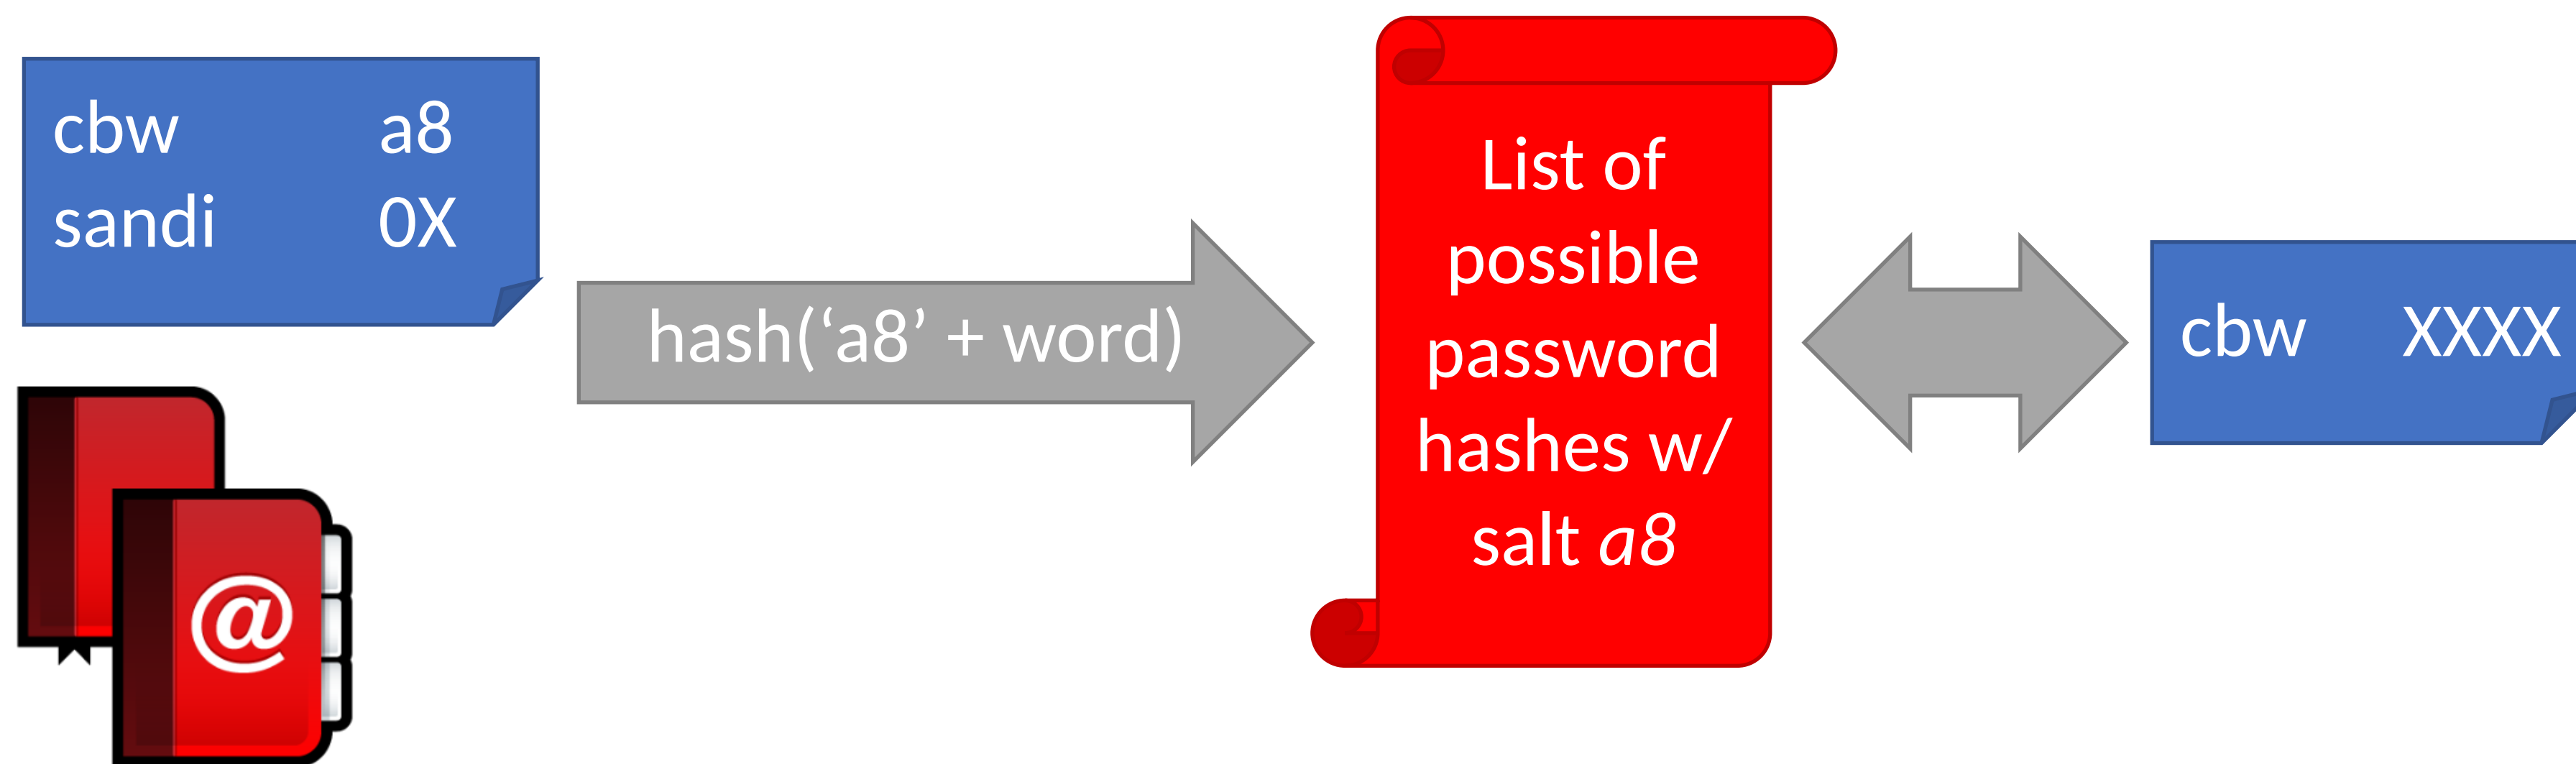 cbw a8
sandi 0X
@
hash(‘a8’ + word)
List of
possible
password
hashes w/
salt a8
cbw XXXX